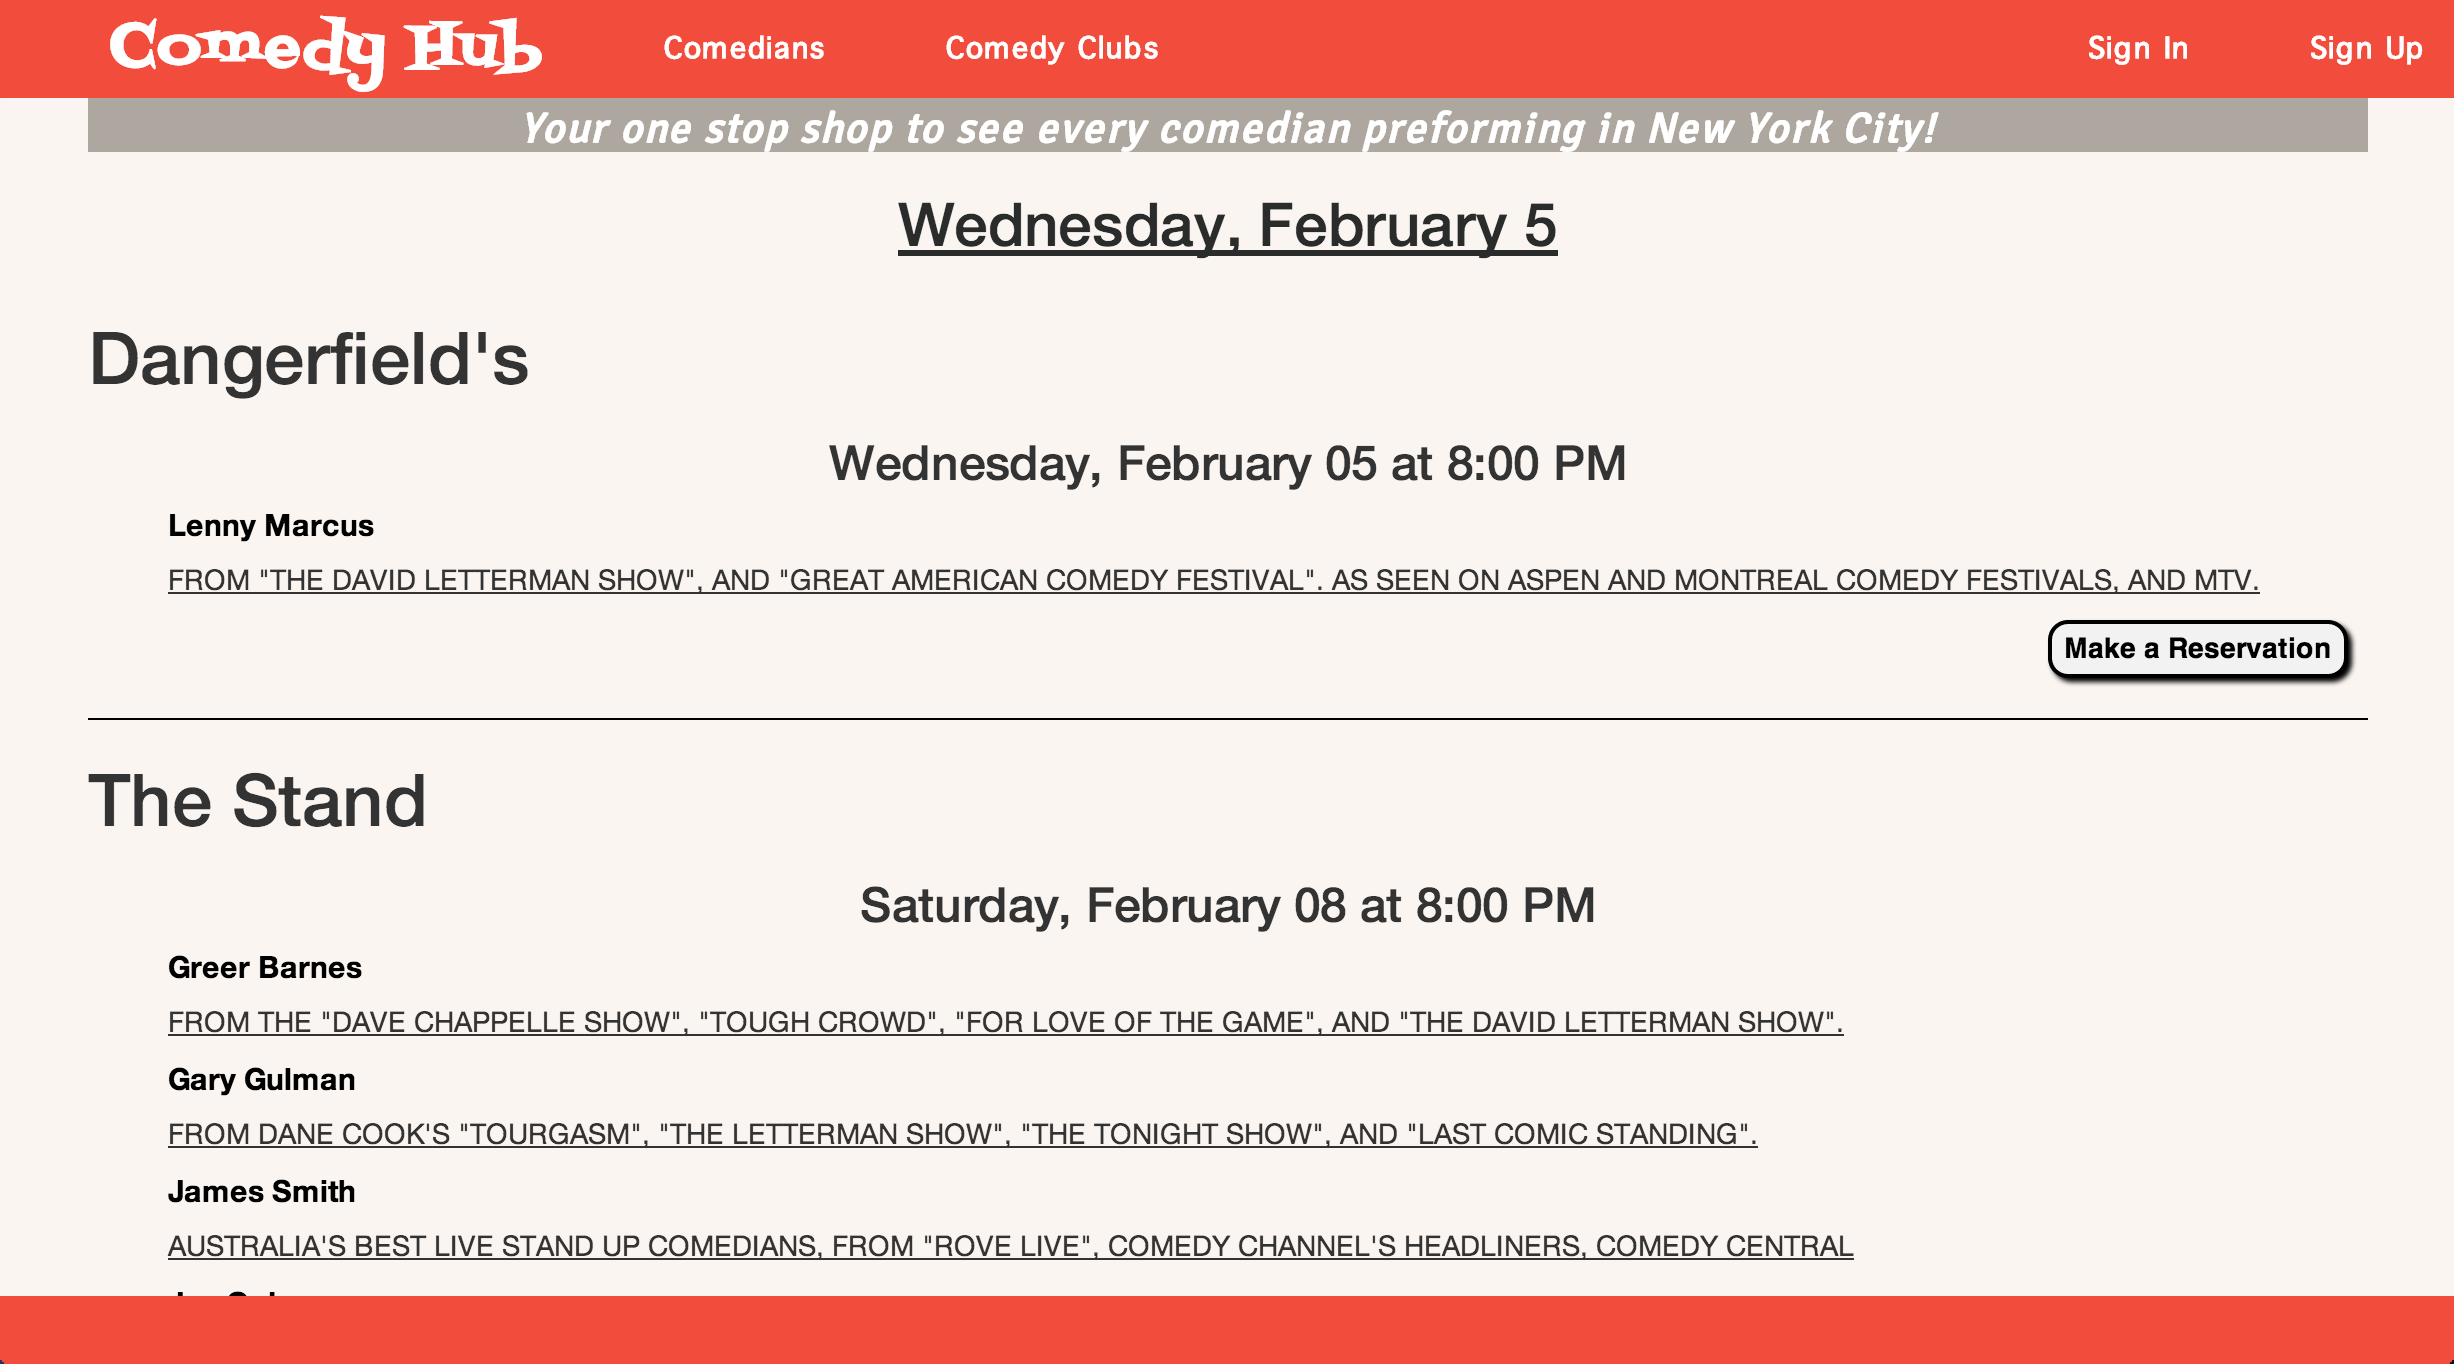 Comedy Hub Comedians Comedy Clubs Sign In Sign Up
Your one stop shop to see every comedian preforming in New York City!
Wednesday, February 5
Dangerfield's
Wednesday, February 05 at 8:00 PM
Lenny Marcus
FROM "THE DAVID LETTERMAN SHOW", AND "GREAT AMERICAN COMEDY FESTIVAL". AS SEEN ON ASPEN AND MONTREAL COMEDY FESTIVALS, AND MTV.
Make a Reservation
The Stand
Saturday, February 08 at 8:00 PM
Greer Barnes
FROM THE "DAVE CHAPPELLE SHOW", "TOUGH CROWD", "FOR LOVE OF THE GAME", AND "THE DAVID LETTERMAN SHOW".
Gary Gulman
FROM DANE COOK'S "TOURGASM", "THE LETTERMAN SHOW", "THE TONIGHT SHOW", AND "LAST COMIC STANDING".
James Smith
AUSTRALIA'S BEST LIVE STAND UP COMEDIANS, FROM "ROVE LIVE", COMEDY CHANNEL'S HEADLINERS, COMEDY CENTRAL